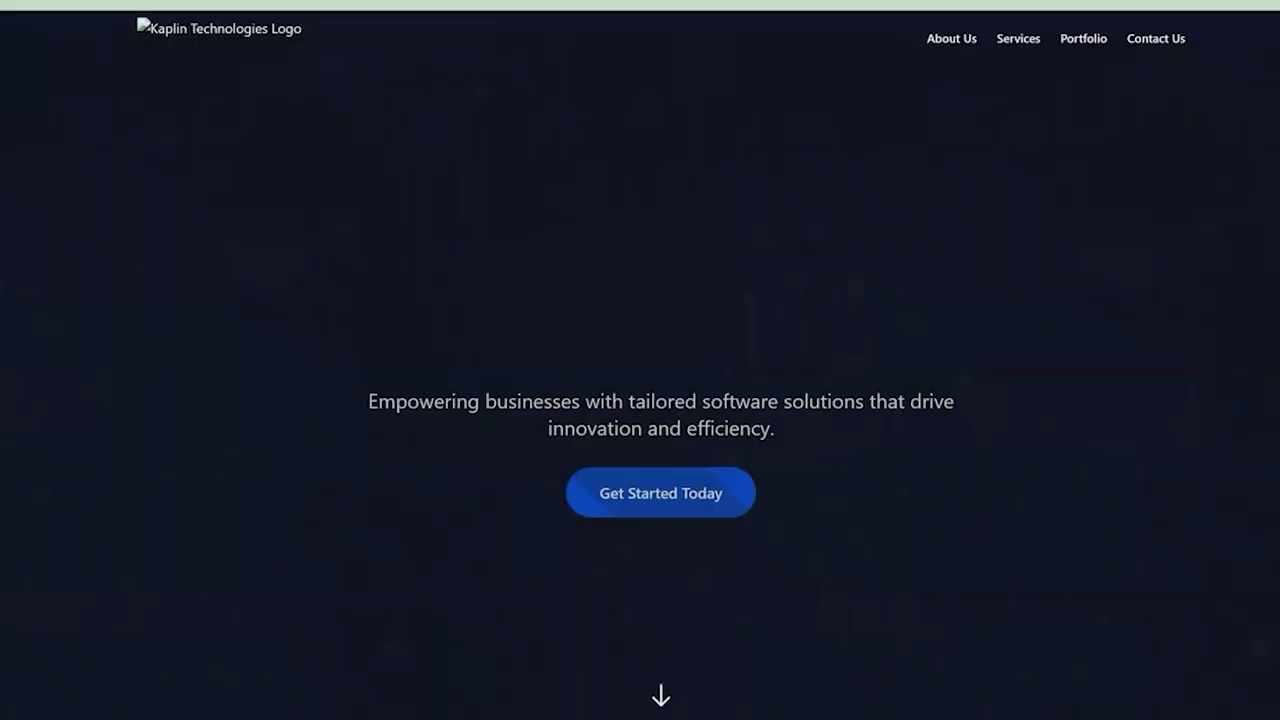 Kaplin Technologies Logo
About Us Services Portfolio Contact Us
Empowering businesses with tailored software solutions that drive
innovation and efficiency.
Get Started Today